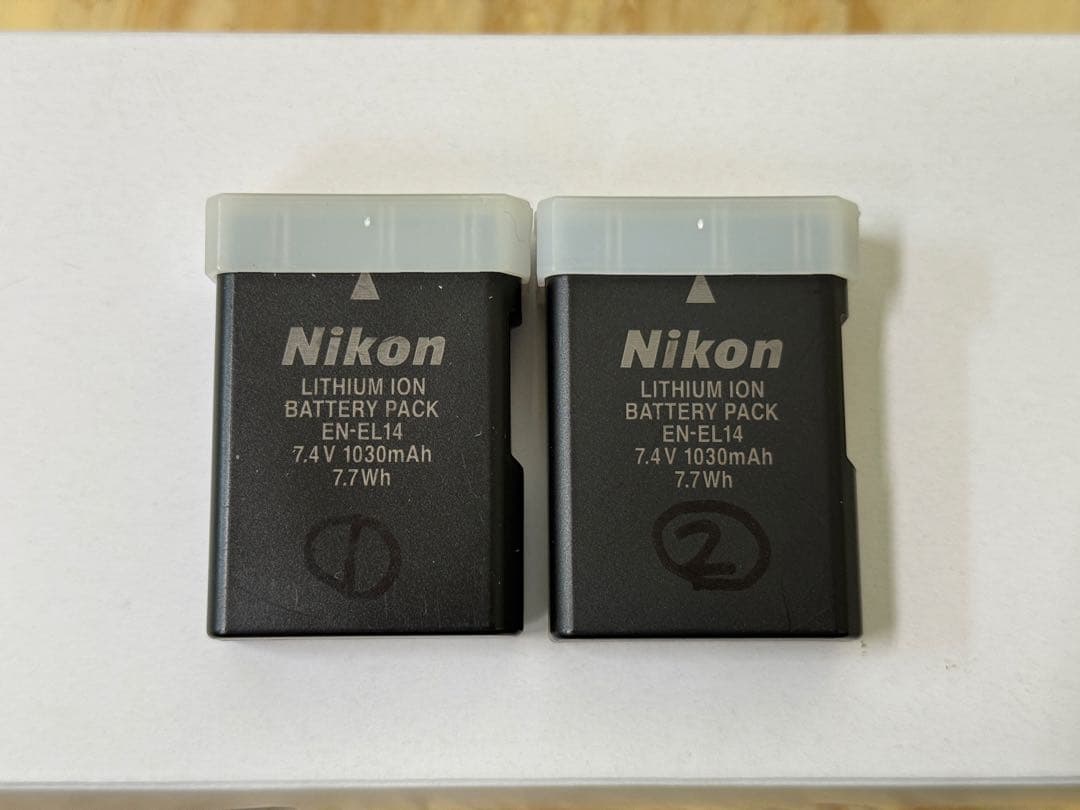 Nikon
LITHIUM ION
BATTERY PACK
EN-EL14
7.4V 1030mAh
7.7Wh
①
Nikon
LITHIUM ION
BATTERY PACK
EN-EL14
7.4V 1030mAh
7.7Wh
②